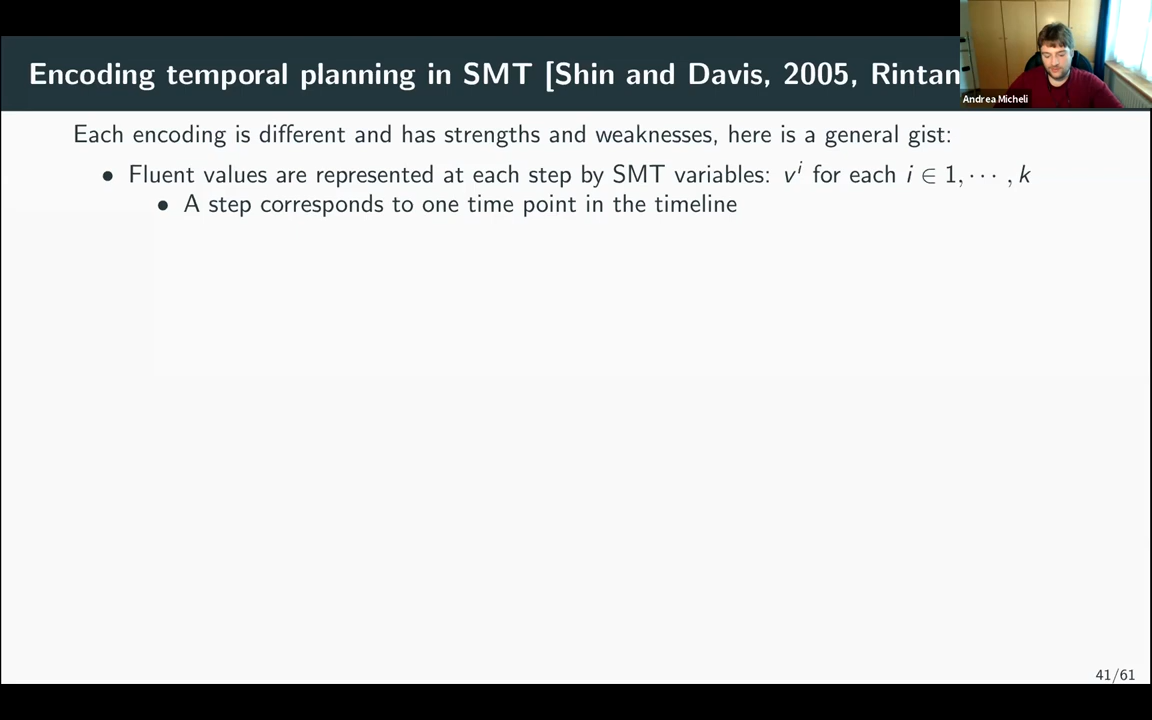 Encoding temporal planning in SMT [Shin and Davis, 2005, Rintan
Andrea Micheli
Each encoding is different and has strengths and weaknesses, here is a general gist:
• Fluent values are represented at each step by SMT variables: vⁱ for each i ∈ 1, ⋯ , k
• A step corresponds to one time point in the timeline
41/61